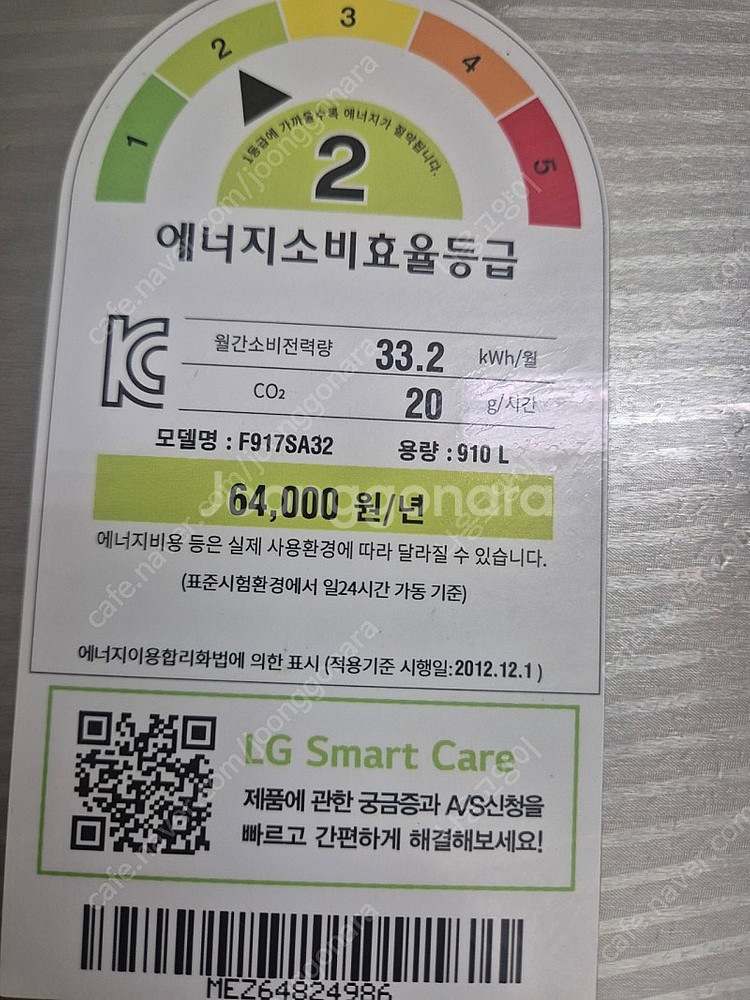 1 2 3 4 5
1등급에 가까울수록 에너지가 절약됩니다.
2
에너지소비효율등급
월간소비전력량 33.2 kWh/월
CO₂ 20 g/시간
모델명 : F917SA32 용량 : 910 L
64,000 원/년
Joonggonara
에너지비용 등은 실제 사용환경에 따라 달라질 수 있습니다.
(표준시험환경에서 일24시간 가동 기준)
에너지이용합리화법에 의한 표시 (적용기준 시행일:2012.12.1 )
LG Smart Care
제품에 관한 궁금증과 A/S신청을
빠르고 간편하게 해결해보세요!
MEZ64824986
cafe.naver.com/joonggonara